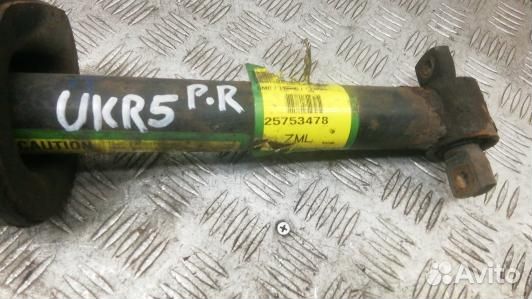 UKR5 P.R
25753478
ZML
CAUTION
Avito